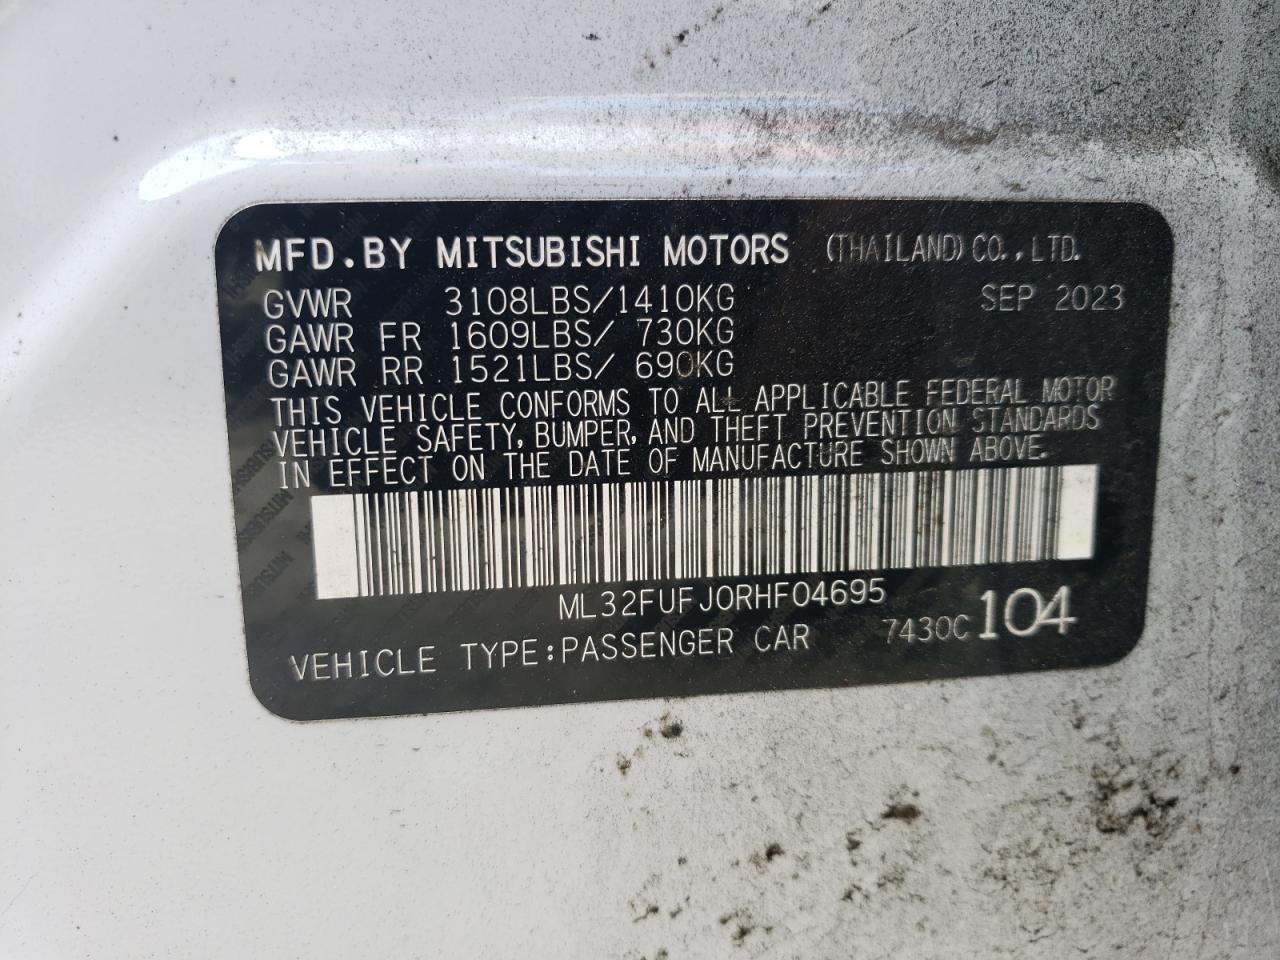 MFD.BY MITSUBISHI MOTORS (THAILAND) CO.,LTD.
GVWR 3108LBS/1410KG SEP 2023
GAWR FR 1609LBS/ 730KG
GAWR RR 1521LBS/ 690KG
THIS VEHICLE CONFORMS TO ALL APPLICABLE FEDERAL MOTOR
VEHICLE SAFETY, BUMPER, AND THEFT PREVENTION STANDARDS
IN EFFECT ON THE DATE OF MANUFACTURE SHOWN ABOVE.
ML32FUFJ0RHF04695
VEHICLE TYPE:PASSENGER CAR 7430C 104